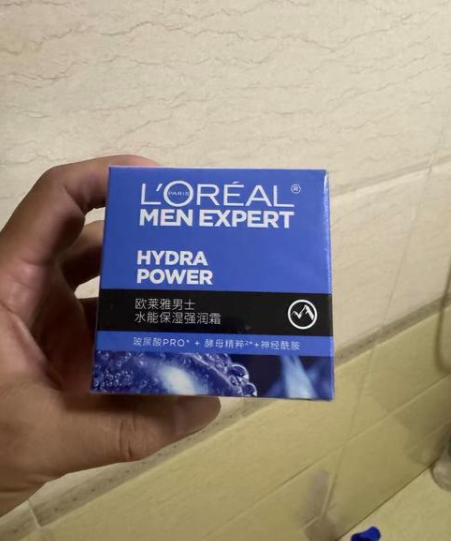 L'ORÉAL®
PARIS
MEN EXPERT
HYDRA
POWER
欧莱雅男士
水能保湿强润霜
玻尿酸PRO* + 酵母精粹²*+神经酰胺